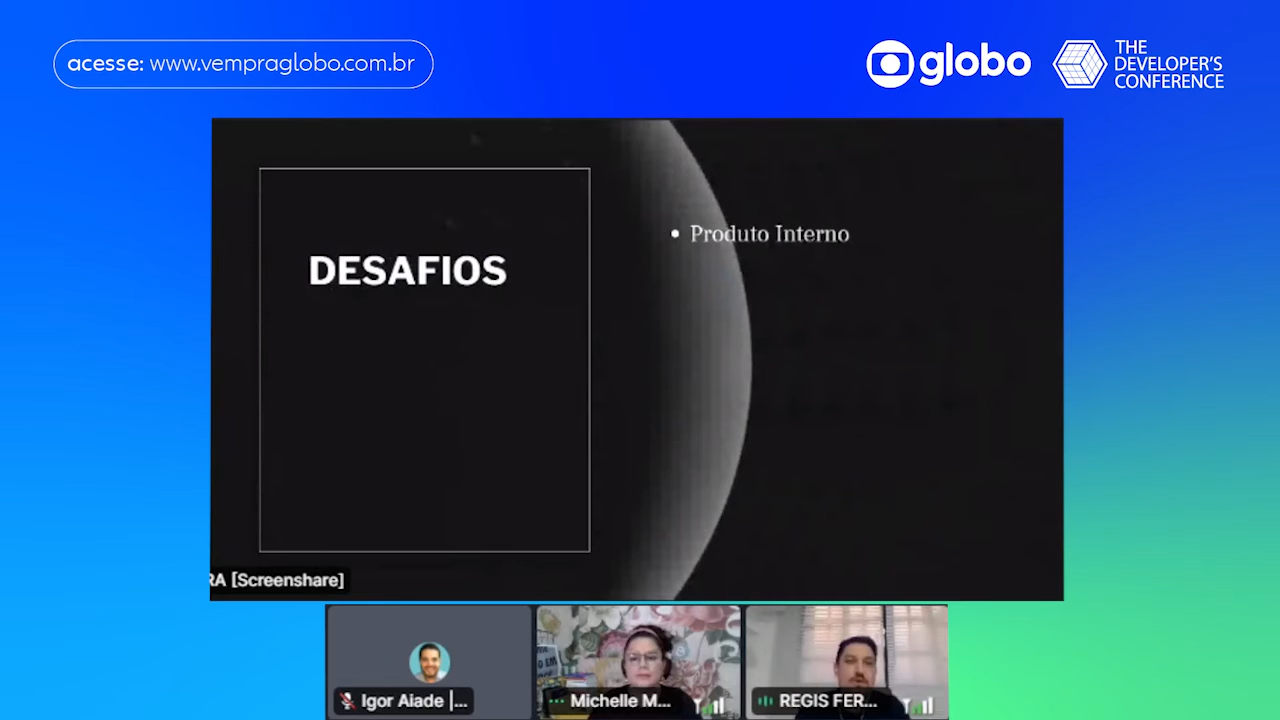 acesse: www.vempraglobo.com.br
globo
THE
DEVELOPER'S
CONFERENCE
DESAFIOS
• Produto Interno
RA [Screenshare]
Igor Aiade |...
Michelle M...
REGIS FER...